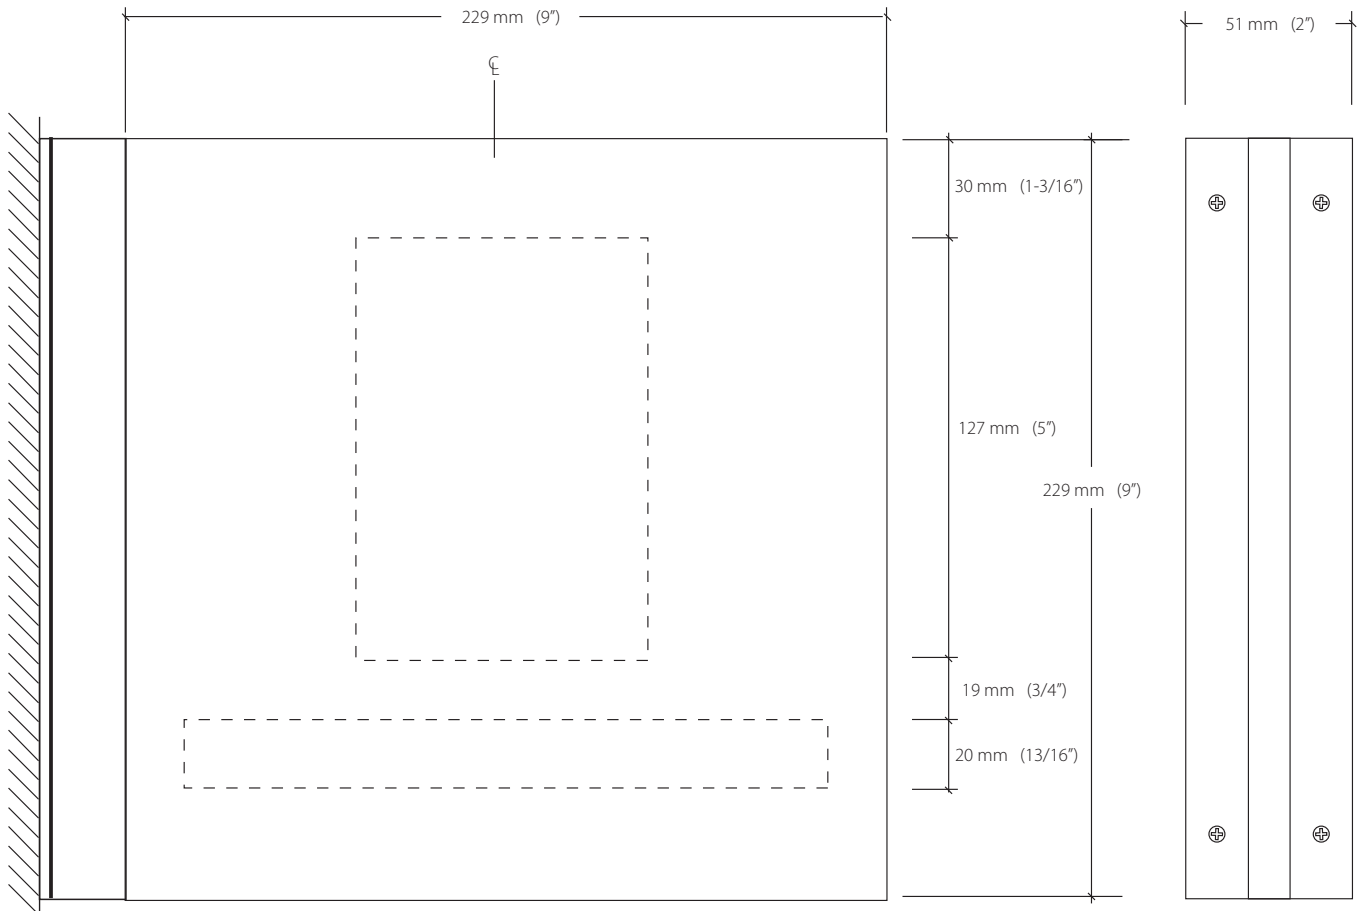 229 mm (9”)
51 mm (2”)
℄
30 mm (1-3/16”)
127 mm (5”)
229 mm (9”)
19 mm (3/4”)
20 mm (13/16”)